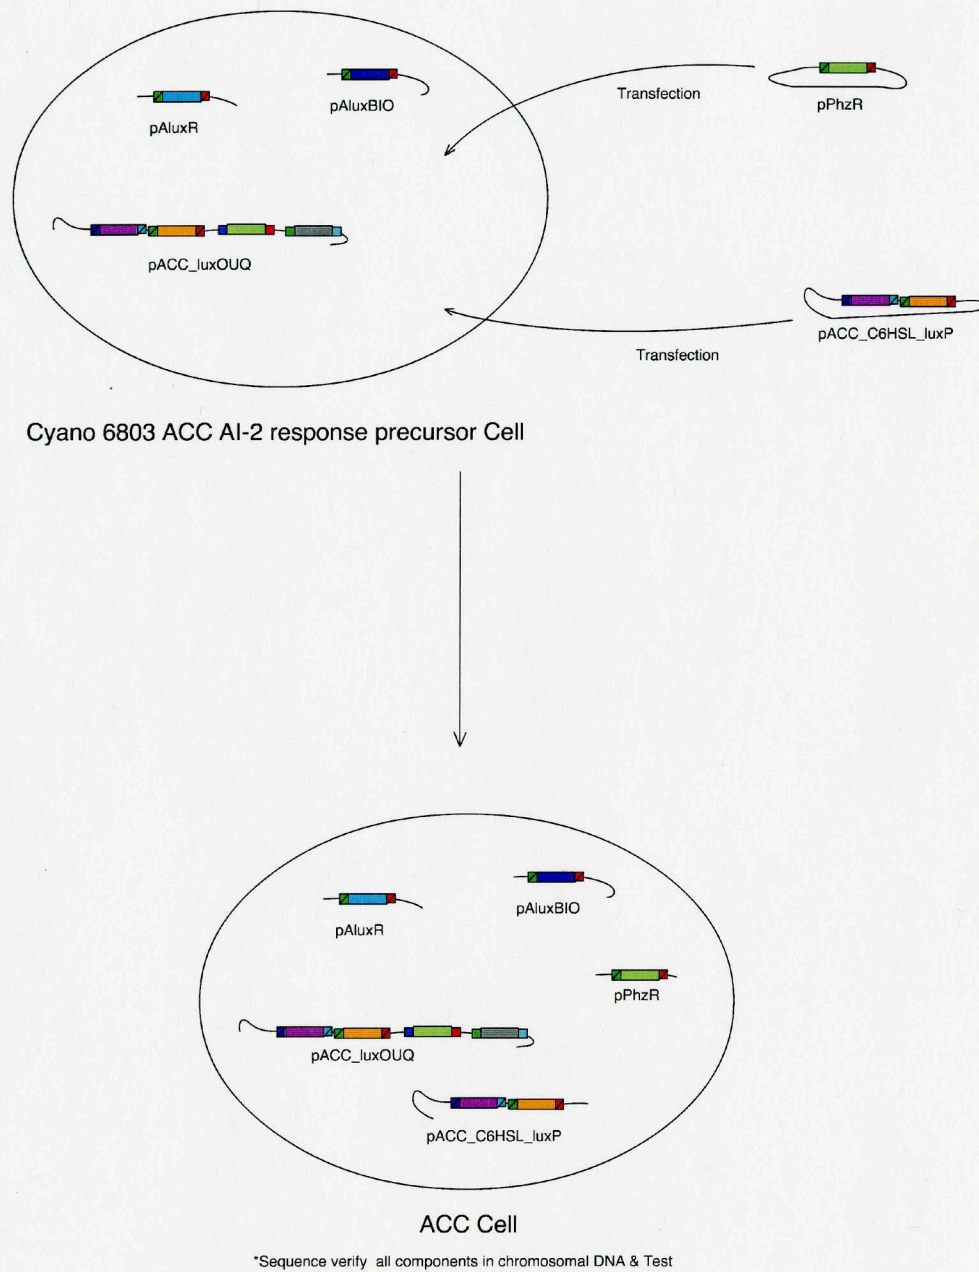 pAluxR
pAluxBIO
Transfection
pPhzR
pACC_luxOUQ
pACC_C6HSL_luxP
Transfection
Cyano 6803 ACC AI-2 response precursor Cell
pAluxR
pAluxBIO
pPhzR
pACC_luxOUQ
pACC_C6HSL_luxP
ACC Cell
*Sequence verify all components in chromosomal DNA & Test